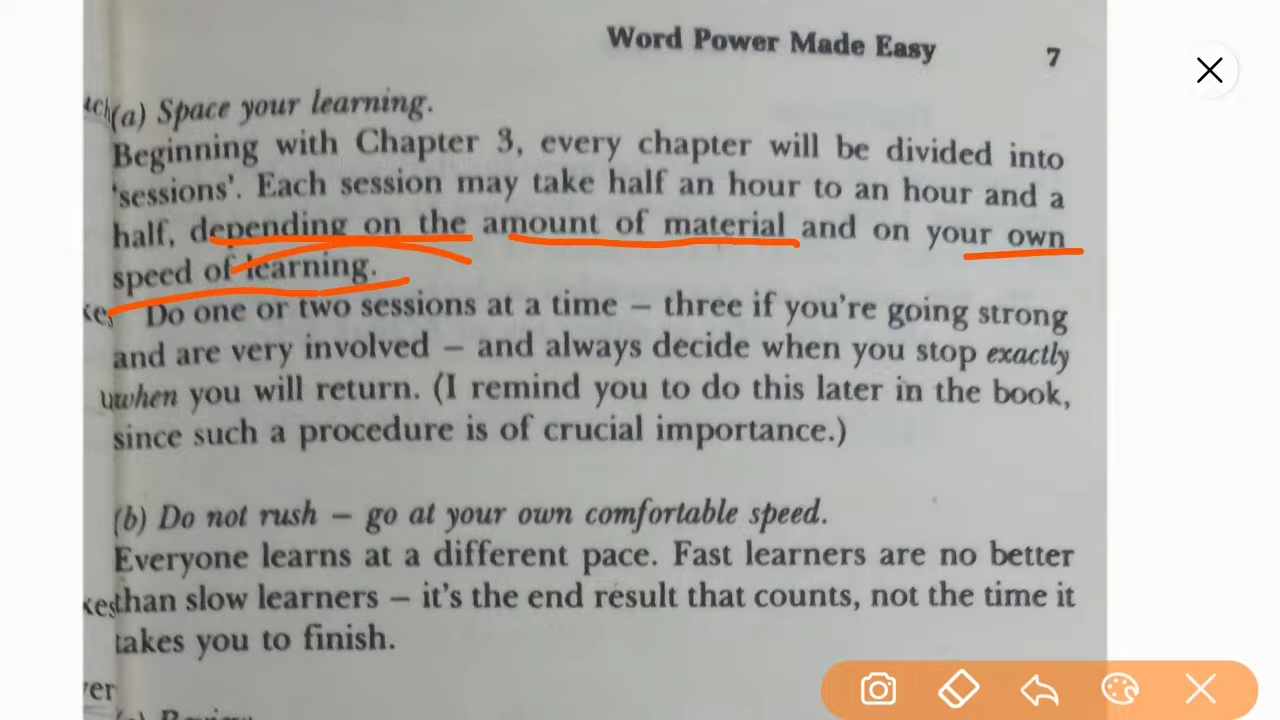 Word Power Made Easy 7
(a) Space your learning.
Beginning with Chapter 3, every chapter will be divided into
'sessions'. Each session may take half an hour to an hour and a
half, depending on the amount of material and on your own
speed of learning.
Do one or two sessions at a time – three if you're going strong
and are very involved – and always decide when you stop exactly
when you will return. (I remind you to do this later in the book,
since such a procedure is of crucial importance.)
(b) Do not rush – go at your own comfortable speed.
Everyone learns at a different pace. Fast learners are no better
than slow learners – it's the end result that counts, not the time it
takes you to finish.